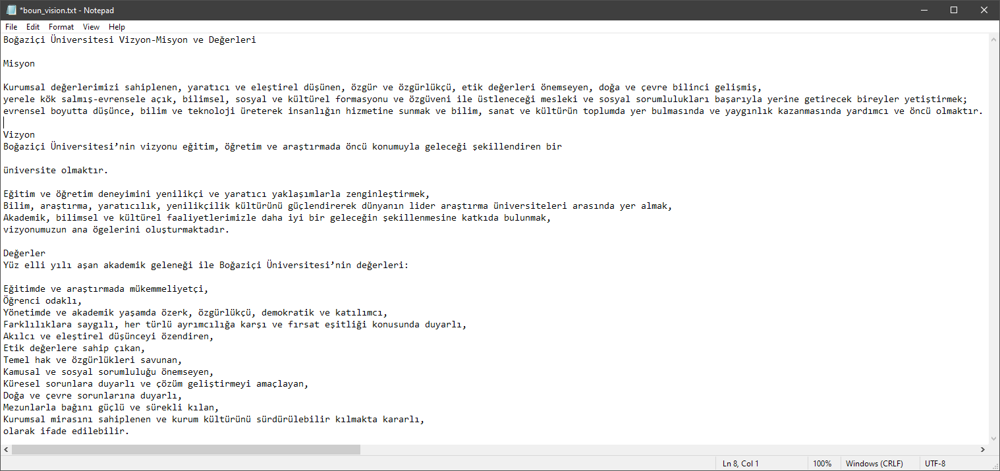 *boun_vision.txt - Notepad
File Edit Format View Help
Boğaziçi Üniversitesi Vizyon-Misyon ve Değerleri
Misyon
Kurumsal değerlerimizi sahiplenen, yaratıcı ve eleştirel düşünen, özgür ve özgürlükçü, etik değerleri önemseyen, doğa ve çevre bilinci gelişmiş,
yerele kök salmış-evrensele açık, bilimsel, sosyal ve kültürel formasyonu ve özgüveni ile üstleneceği mesleki ve sosyal sorumlulukları başarıyla yerine getirecek bireyler yetiştirmek;
evrensel boyutta düşünce, bilim ve teknoloji üreterek insanlığın hizmetine sunmak ve bilim, sanat ve kültürün toplumda yer bulmasında ve yaygınlık kazanmasında yardımcı ve öncü olmaktır.
Vizyon
Boğaziçi Üniversitesi’nin vizyonu eğitim, öğretim ve araştırmada öncü konumuyla geleceği şekillendiren bir
üniversite olmaktır.
Eğitim ve öğretim deneyimini yenilikçi ve yaratıcı yaklaşımlarla zenginleştirmek,
Bilim, araştırma, yaratıcılık, yenilikçilik kültürünü güçlendirerek dünyanın lider araştırma üniversiteleri arasında yer almak,
Akademik, bilimsel ve kültürel faaliyetlerimizle daha iyi bir geleceğin şekillenmesine katkıda bulunmak,
vizyonumuzun ana ögelerini oluşturmaktadır.
Değerler
Yüz elli yılı aşan akademik geleneği ile Boğaziçi Üniversitesi’nin değerleri:
Eğitimde ve araştırmada mükemmeliyetçi,
Öğrenci odaklı,
Yönetimde ve akademik yaşamda özerk, özgürlükçü, demokratik ve katılımcı,
Farklılıklara saygılı, her türlü ayrımcılığa karşı ve fırsat eşitliği konusunda duyarlı,
Akılcı ve eleştirel düşünceyi özendiren,
Etik değerlere sahip çıkan,
Temel hak ve özgürlükleri savunan,
Kamusal ve sosyal sorumluluğu önemseyen,
Küresel sorunlara duyarlı ve çözüm geliştirmeyi amaçlayan,
Doğa ve çevre sorunlarına duyarlı,
Mezunlarla bağını güçlü ve sürekli kılan,
Kurumsal mirasını sahiplenen ve kurum kültürünü sürdürülebilir kılmakta kararlı,
olarak ifade edilebilir.
Ln 8, Col 1 100% Windows (CRLF) UTF-8